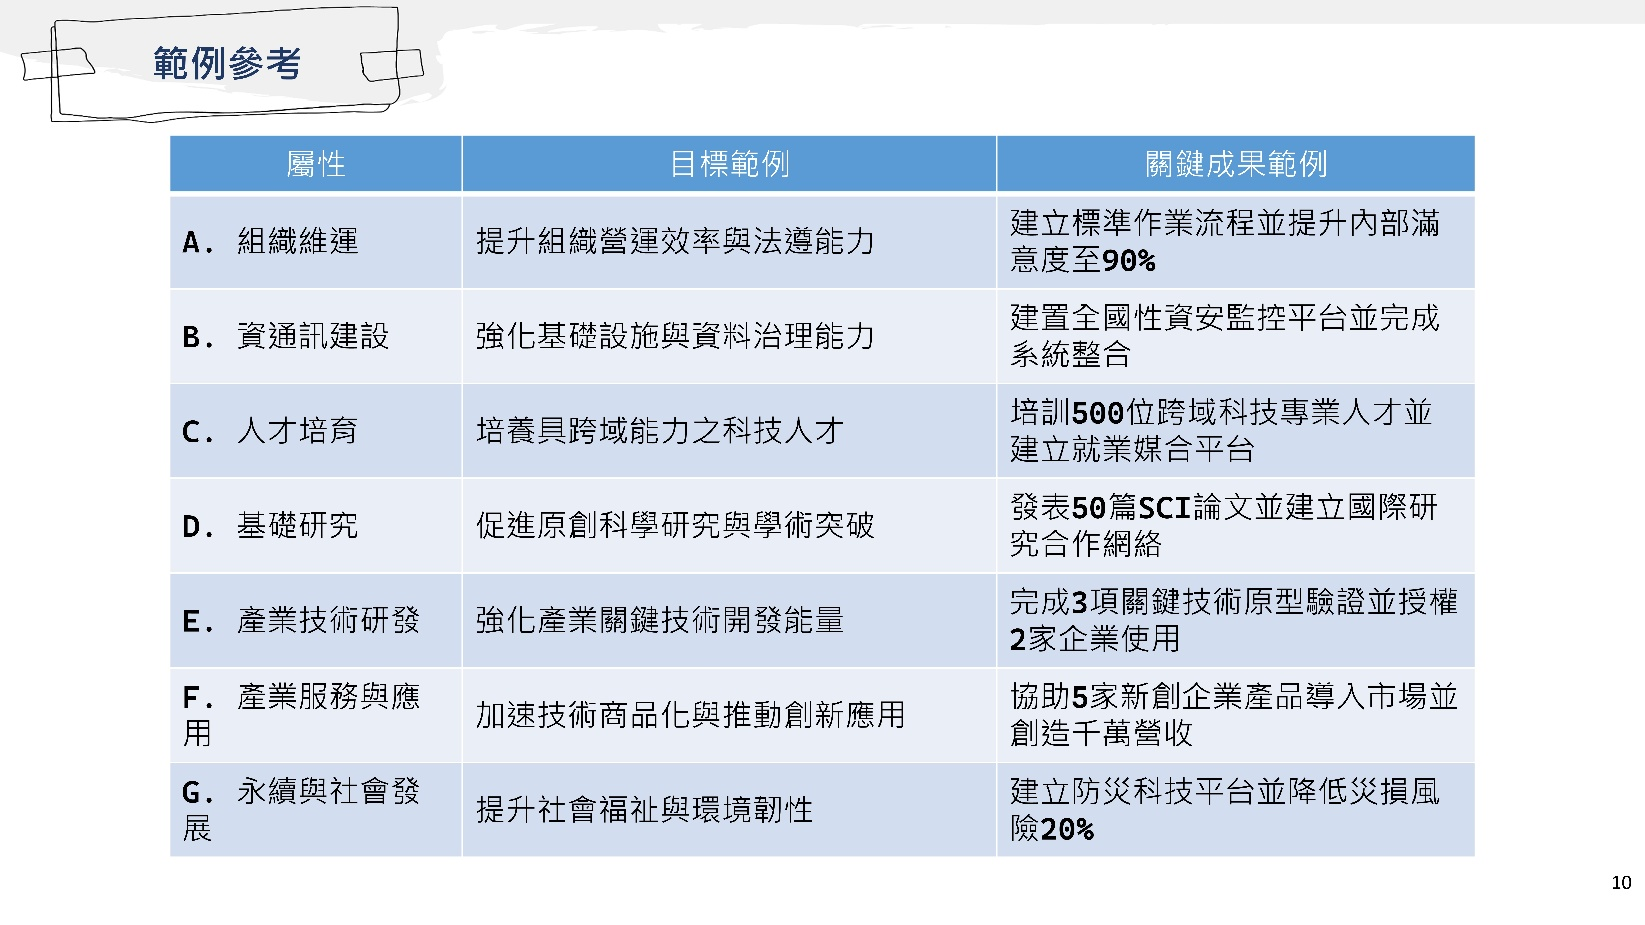 範例參考
屬性 目標範例 關鍵成果範例
A. 組織維運 提升組織營運效率與法遵能力 建立標準作業流程並提升內部滿
意度至90%
B. 資通訊建設 強化基礎設施與資料治理能力 建置全國性資安監控平台並完成
系統整合
C. 人才培育 培養具跨域能力之科技人才 培訓500位跨域科技專業人才並
建立就業媒合平台
D. 基礎研究 促進原創科學研究與學術突破 發表50篇SCI論文並建立國際研
究合作網絡
E. 產業技術研發 強化產業關鍵技術開發能量 完成3項關鍵技術原型驗證並授權
2家企業使用
F. 產業服務與應
用 加速技術商品化與推動創新應用 協助5家新創企業產品導入市場並
創造千萬營收
G. 永續與社會發
展 提升社會福祉與環境韌性 建立防災科技平台並降低災損風
險20%
10